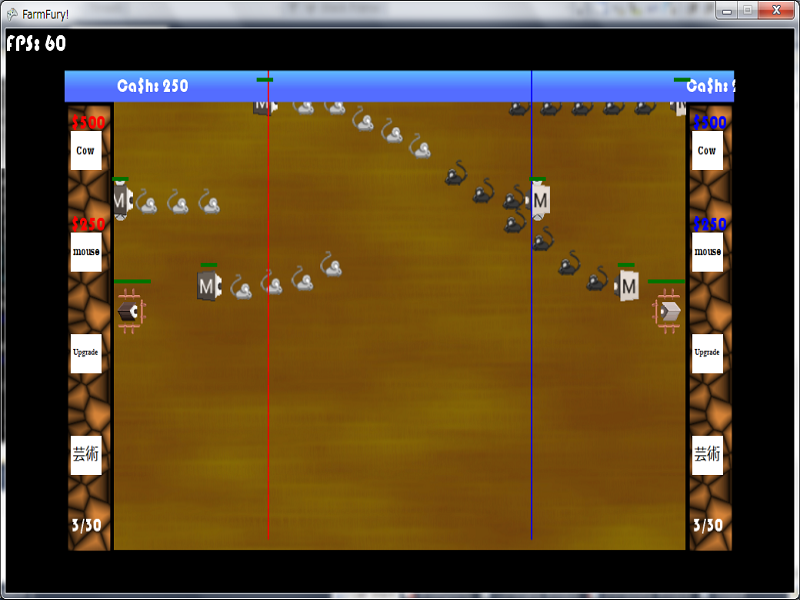 FarmFury!
FPS: 60
Ca$h: 250
Ca$h: 2
$500
$500
Cow
Cow
M
M
M
M
$250
$250
mouse
mouse
M
M
Upgrade
Upgrade
芸術
芸術
3/30
3/30